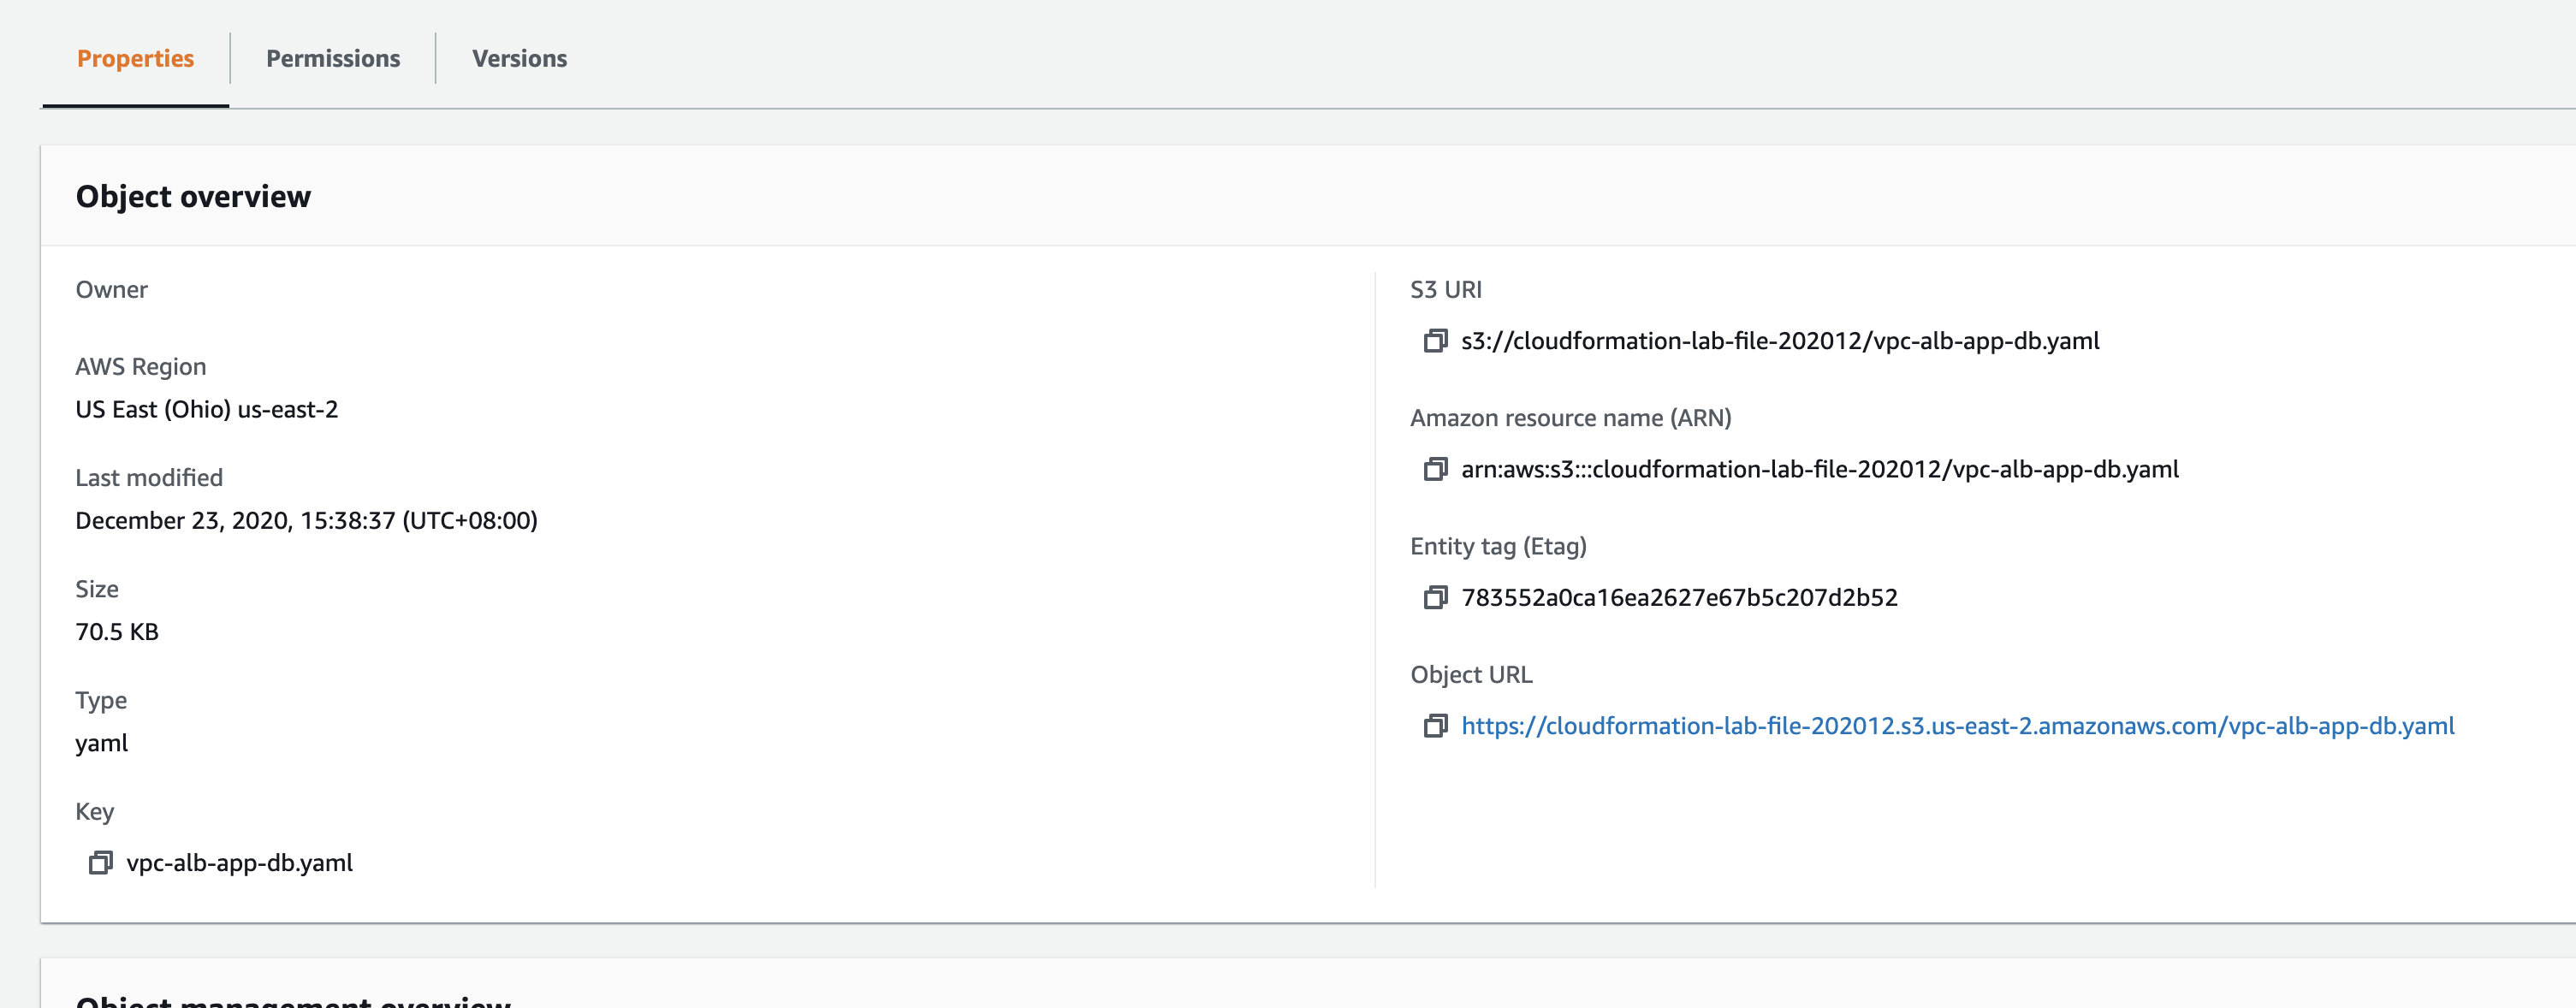 Properties
Permissions
Versions
Object overview
Owner
AWS Region
US East (Ohio) us-east-2
Last modified
December 23, 2020, 15:38:37 (UTC+08:00)
Size
70.5 KB
Type
yaml
Key
vpc-alb-app-db.yaml
S3 URI
s3://cloudformation-lab-file-202012/vpc-alb-app-db.yaml
Amazon resource name (ARN)
arn:aws:s3:::cloudformation-lab-file-202012/vpc-alb-app-db.yaml
Entity tag (Etag)
783552a0ca16ea2627e67b5c207d2b52
Object URL
https://cloudformation-lab-file-202012.s3.us-east-2.amazonaws.com/vpc-alb-app-db.yaml
Object management overview